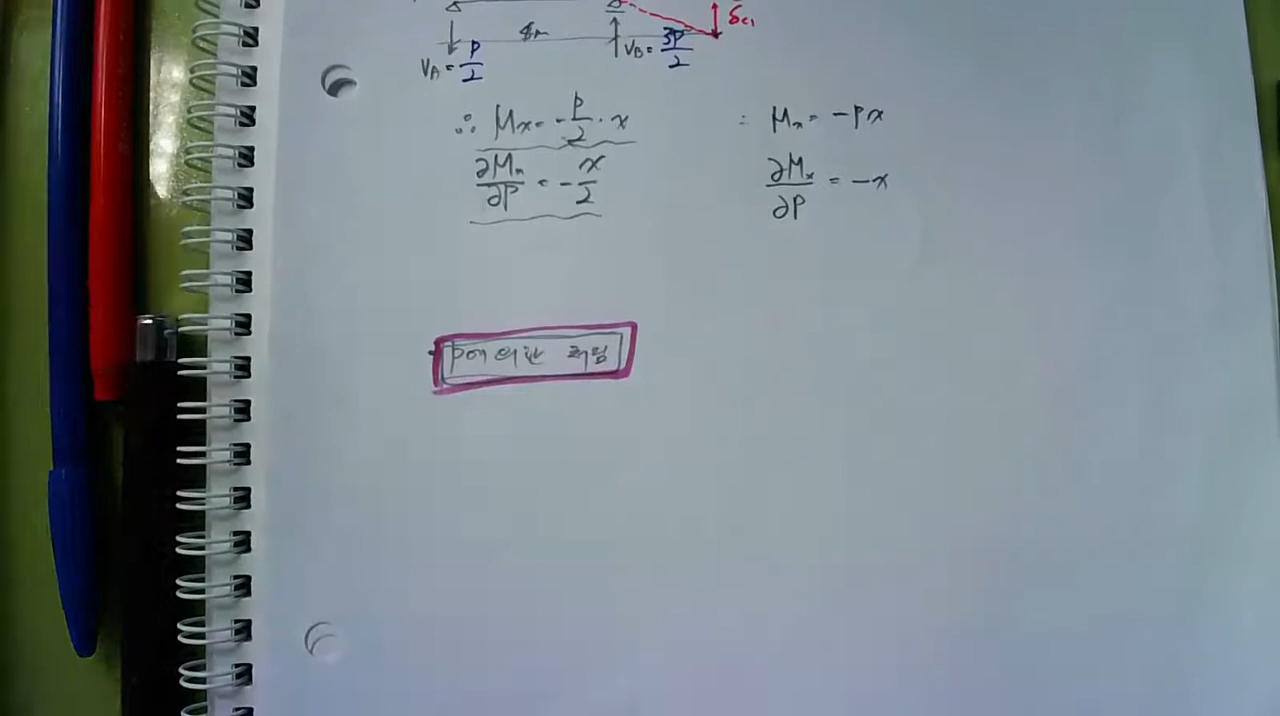 δc1
8m
VA = P/2
VB = 3P/2
∴ Mx = -P/2 · x
: Mx = -Px
∂Mx/∂P = -x/2
∂Mx/∂P = -x
P에 의한 처짐